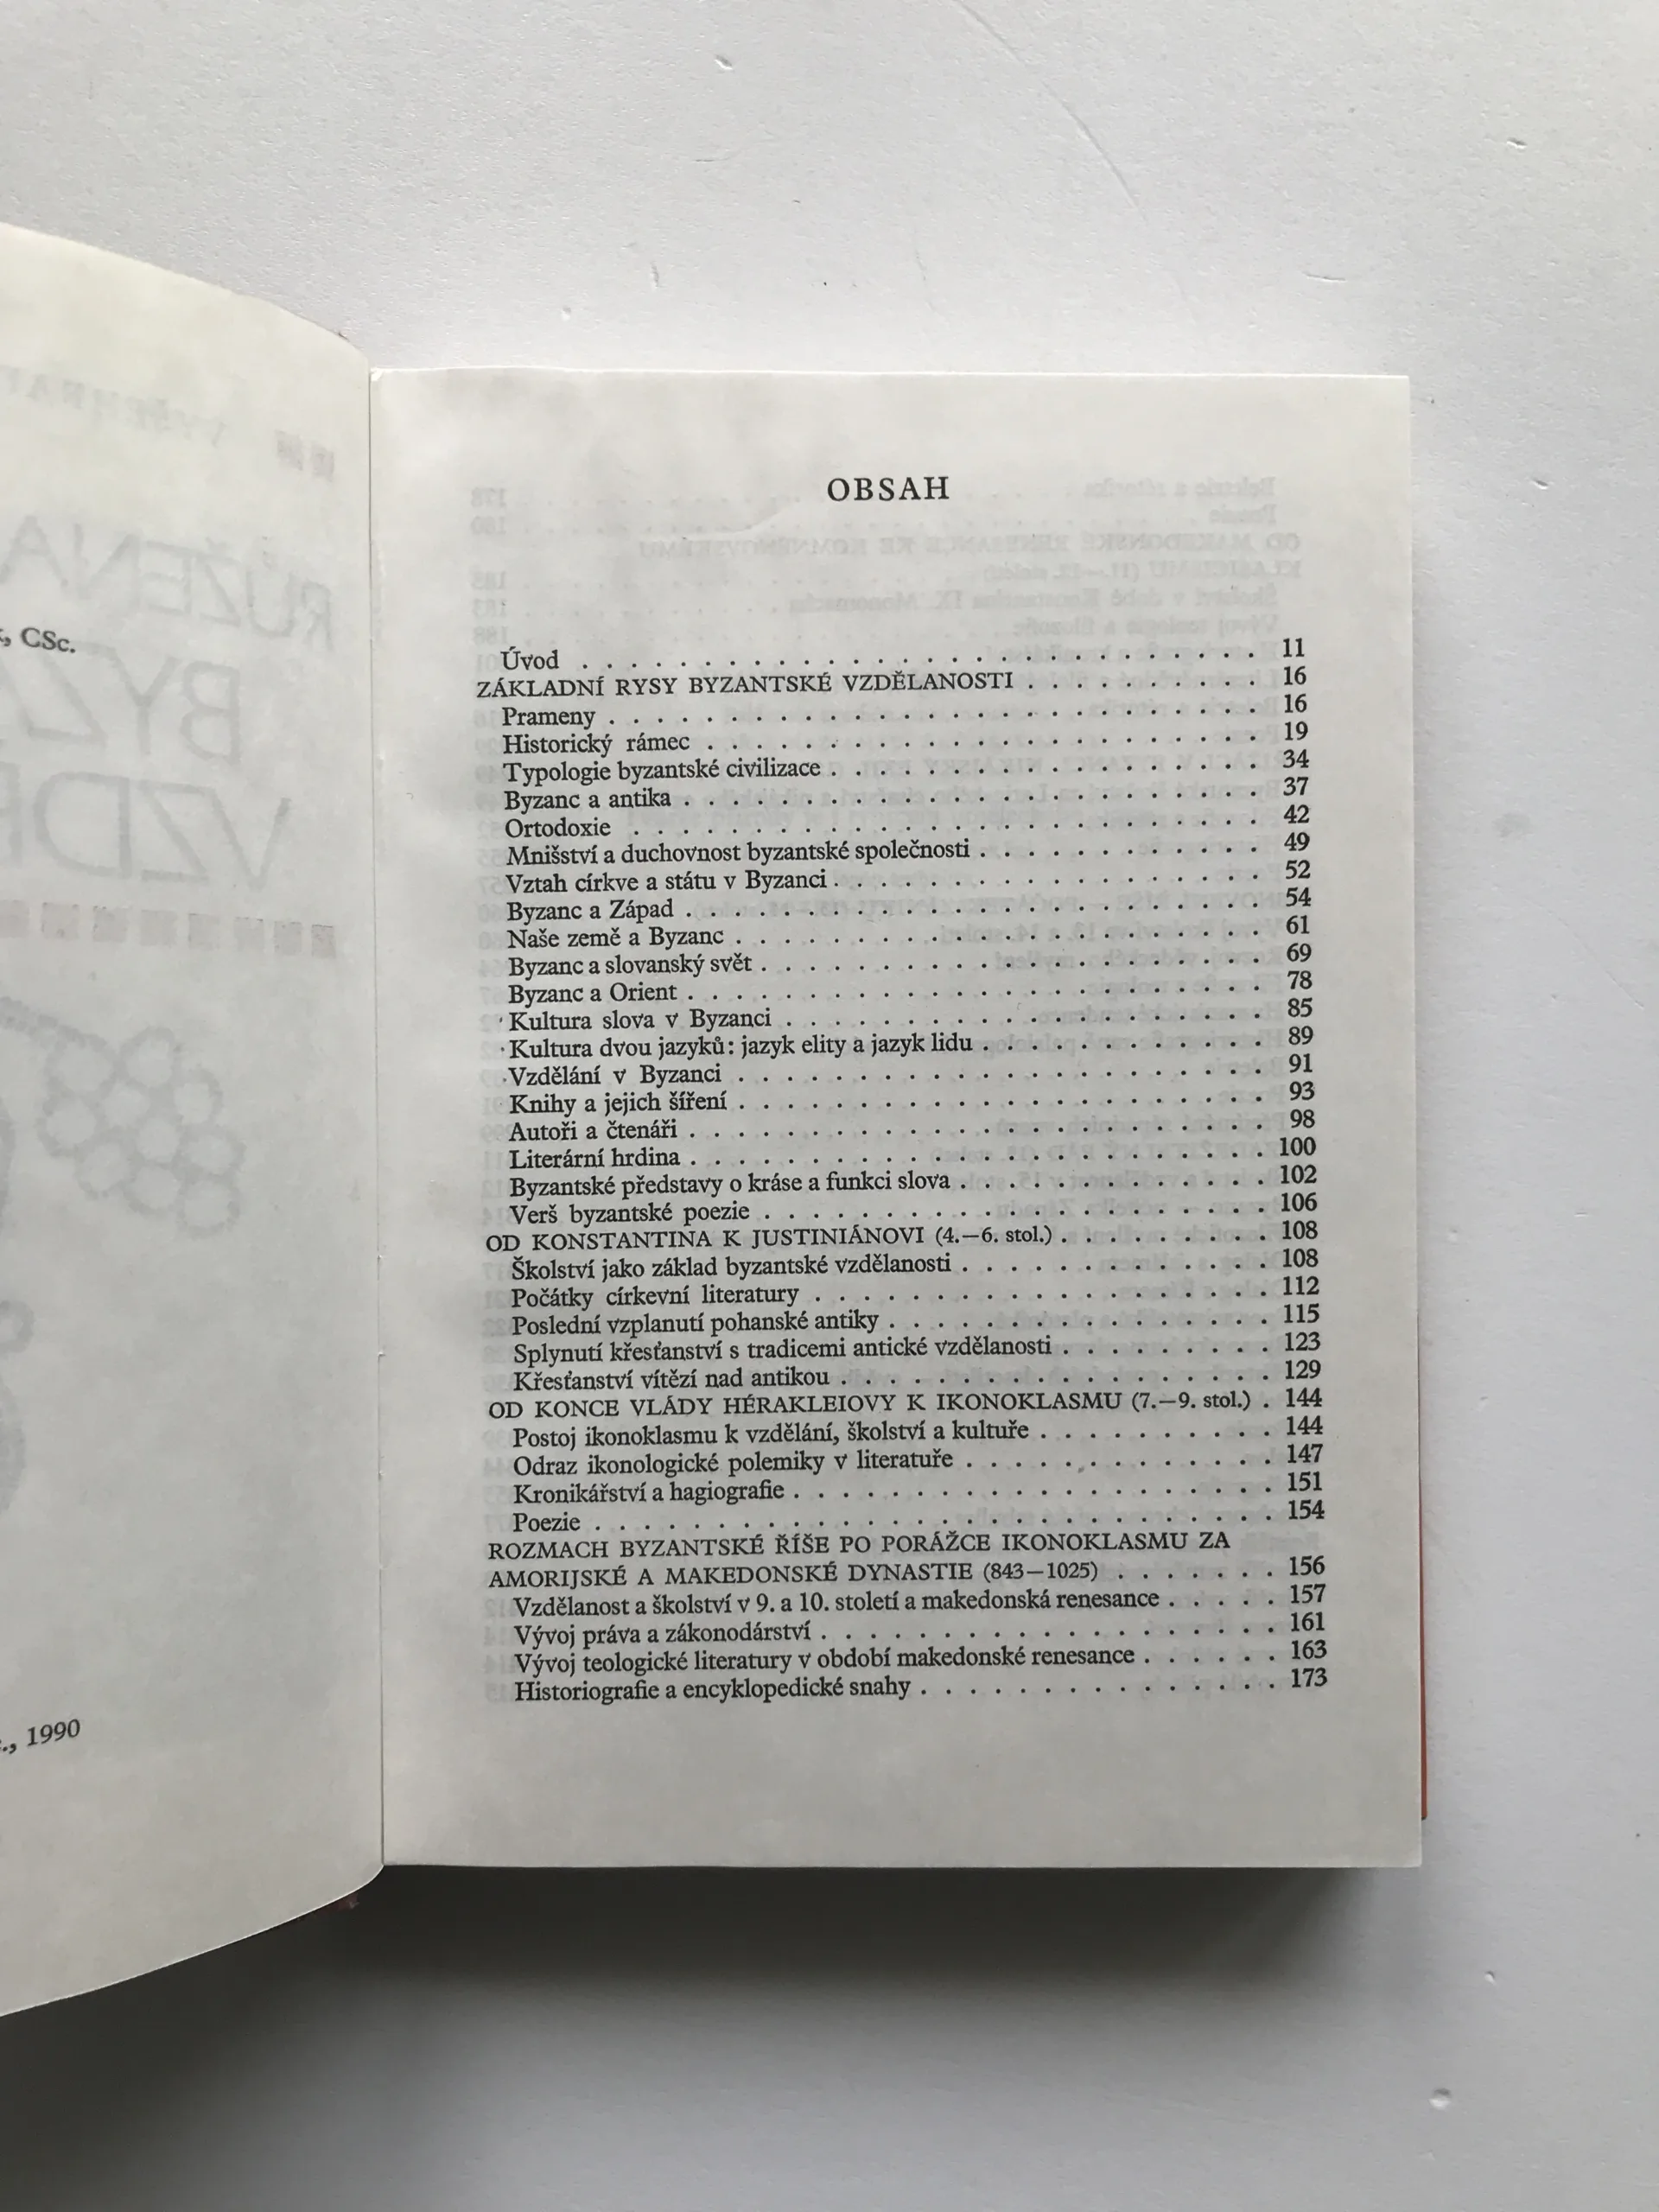 CSc.
1990
OBSAH
Úvod . . . . . . . . . . . . . . . . . . . . . . . . . . . . 11
ZÁKLADNÍ RYSY BYZANTSKÉ VZDĚLANOSTI . . . . . . . . . . 16
Prameny . . . . . . . . . . . . . . . . . . . . . . . . . . . 16
Historický rámec . . . . . . . . . . . . . . . . . . . . . . . 19
Typologie byzantské civilizace . . . . . . . . . . . . . . . . . . 34
Byzanc a antika . . . . . . . . . . . . . . . . . . . . . . . . 37
Ortodoxie . . . . . . . . . . . . . . . . . . . . . . . . . . 42
Mnišství a duchovnost byzantské společnosti . . . . . . . . . . . . 49
Vztah církve a státu v Byzanci . . . . . . . . . . . . . . . . . . 52
Byzanc a Západ . . . . . . . . . . . . . . . . . . . . . . . . 54
Naše země a Byzanc . . . . . . . . . . . . . . . . . . . . . . 61
Byzanc a slovanský svět . . . . . . . . . . . . . . . . . . . . . 69
Byzanc a Orient . . . . . . . . . . . . . . . . . . . . . . . . 78
Kultura slova v Byzanci . . . . . . . . . . . . . . . . . . . . 85
Kultura dvou jazyků: jazyk elity a jazyk lidu . . . . . . . . . . . . 89
Vzdělání v Byzanci . . . . . . . . . . . . . . . . . . . . . . 91
Knihy a jejich šíření . . . . . . . . . . . . . . . . . . . . . . 93
Autoři a čtenáři . . . . . . . . . . . . . . . . . . . . . . . . 98
Literární hrdina . . . . . . . . . . . . . . . . . . . . . . . . 100
Byzantské představy o kráse a funkci slova . . . . . . . . . . . . . 102
Verš byzantské poezie . . . . . . . . . . . . . . . . . . . . . 106
OD KONSTANTINA K JUSTINIÁNOVI (4.—6. stol.) . . . . . . . . . 108
Školství jako základ byzantské vzdělanosti . . . . . . . . . . . . . 108
Počátky církevní literatury . . . . . . . . . . . . . . . . . . . 112
Poslední vzplanutí pohanské antiky . . . . . . . . . . . . . . . . 115
Splynutí křesťanství s tradicemi antické vzdělanosti . . . . . . . . . 123
Křesťanství vítězí nad antikou . . . . . . . . . . . . . . . . . . 129
OD KONCE VLÁDY HÉRAKLEIOVY K IKONOKLASMU (7.—9. stol.) . 144
Postoj ikonoklasmu k vzdělání, školství a kultuře . . . . . . . . . . 144
Odraz ikonologické polemiky v literatuře . . . . . . . . . . . . . 147
Kronikářství a hagiografie . . . . . . . . . . . . . . . . . . . . 151
Poezie . . . . . . . . . . . . . . . . . . . . . . . . . . . . 154
ROZMACH BYZANTSKÉ ŘÍŠE PO PORÁŽCE IKONOKLASMU ZA
AMORIJSKÉ A MAKEDONSKÉ DYNASTIE (843—1025) . . . . . . . 156
Vzdělanost a školství v 9. a 10. století a makedonská renesance . . . . . 157
Vývoj práva a zákonodárství . . . . . . . . . . . . . . . . . . . 161
Vývoj teologické literatury v období makedonské renesance . . . . . . 163
Historiografie a encyklopedické snahy . . . . . . . . . . . . . . . 173